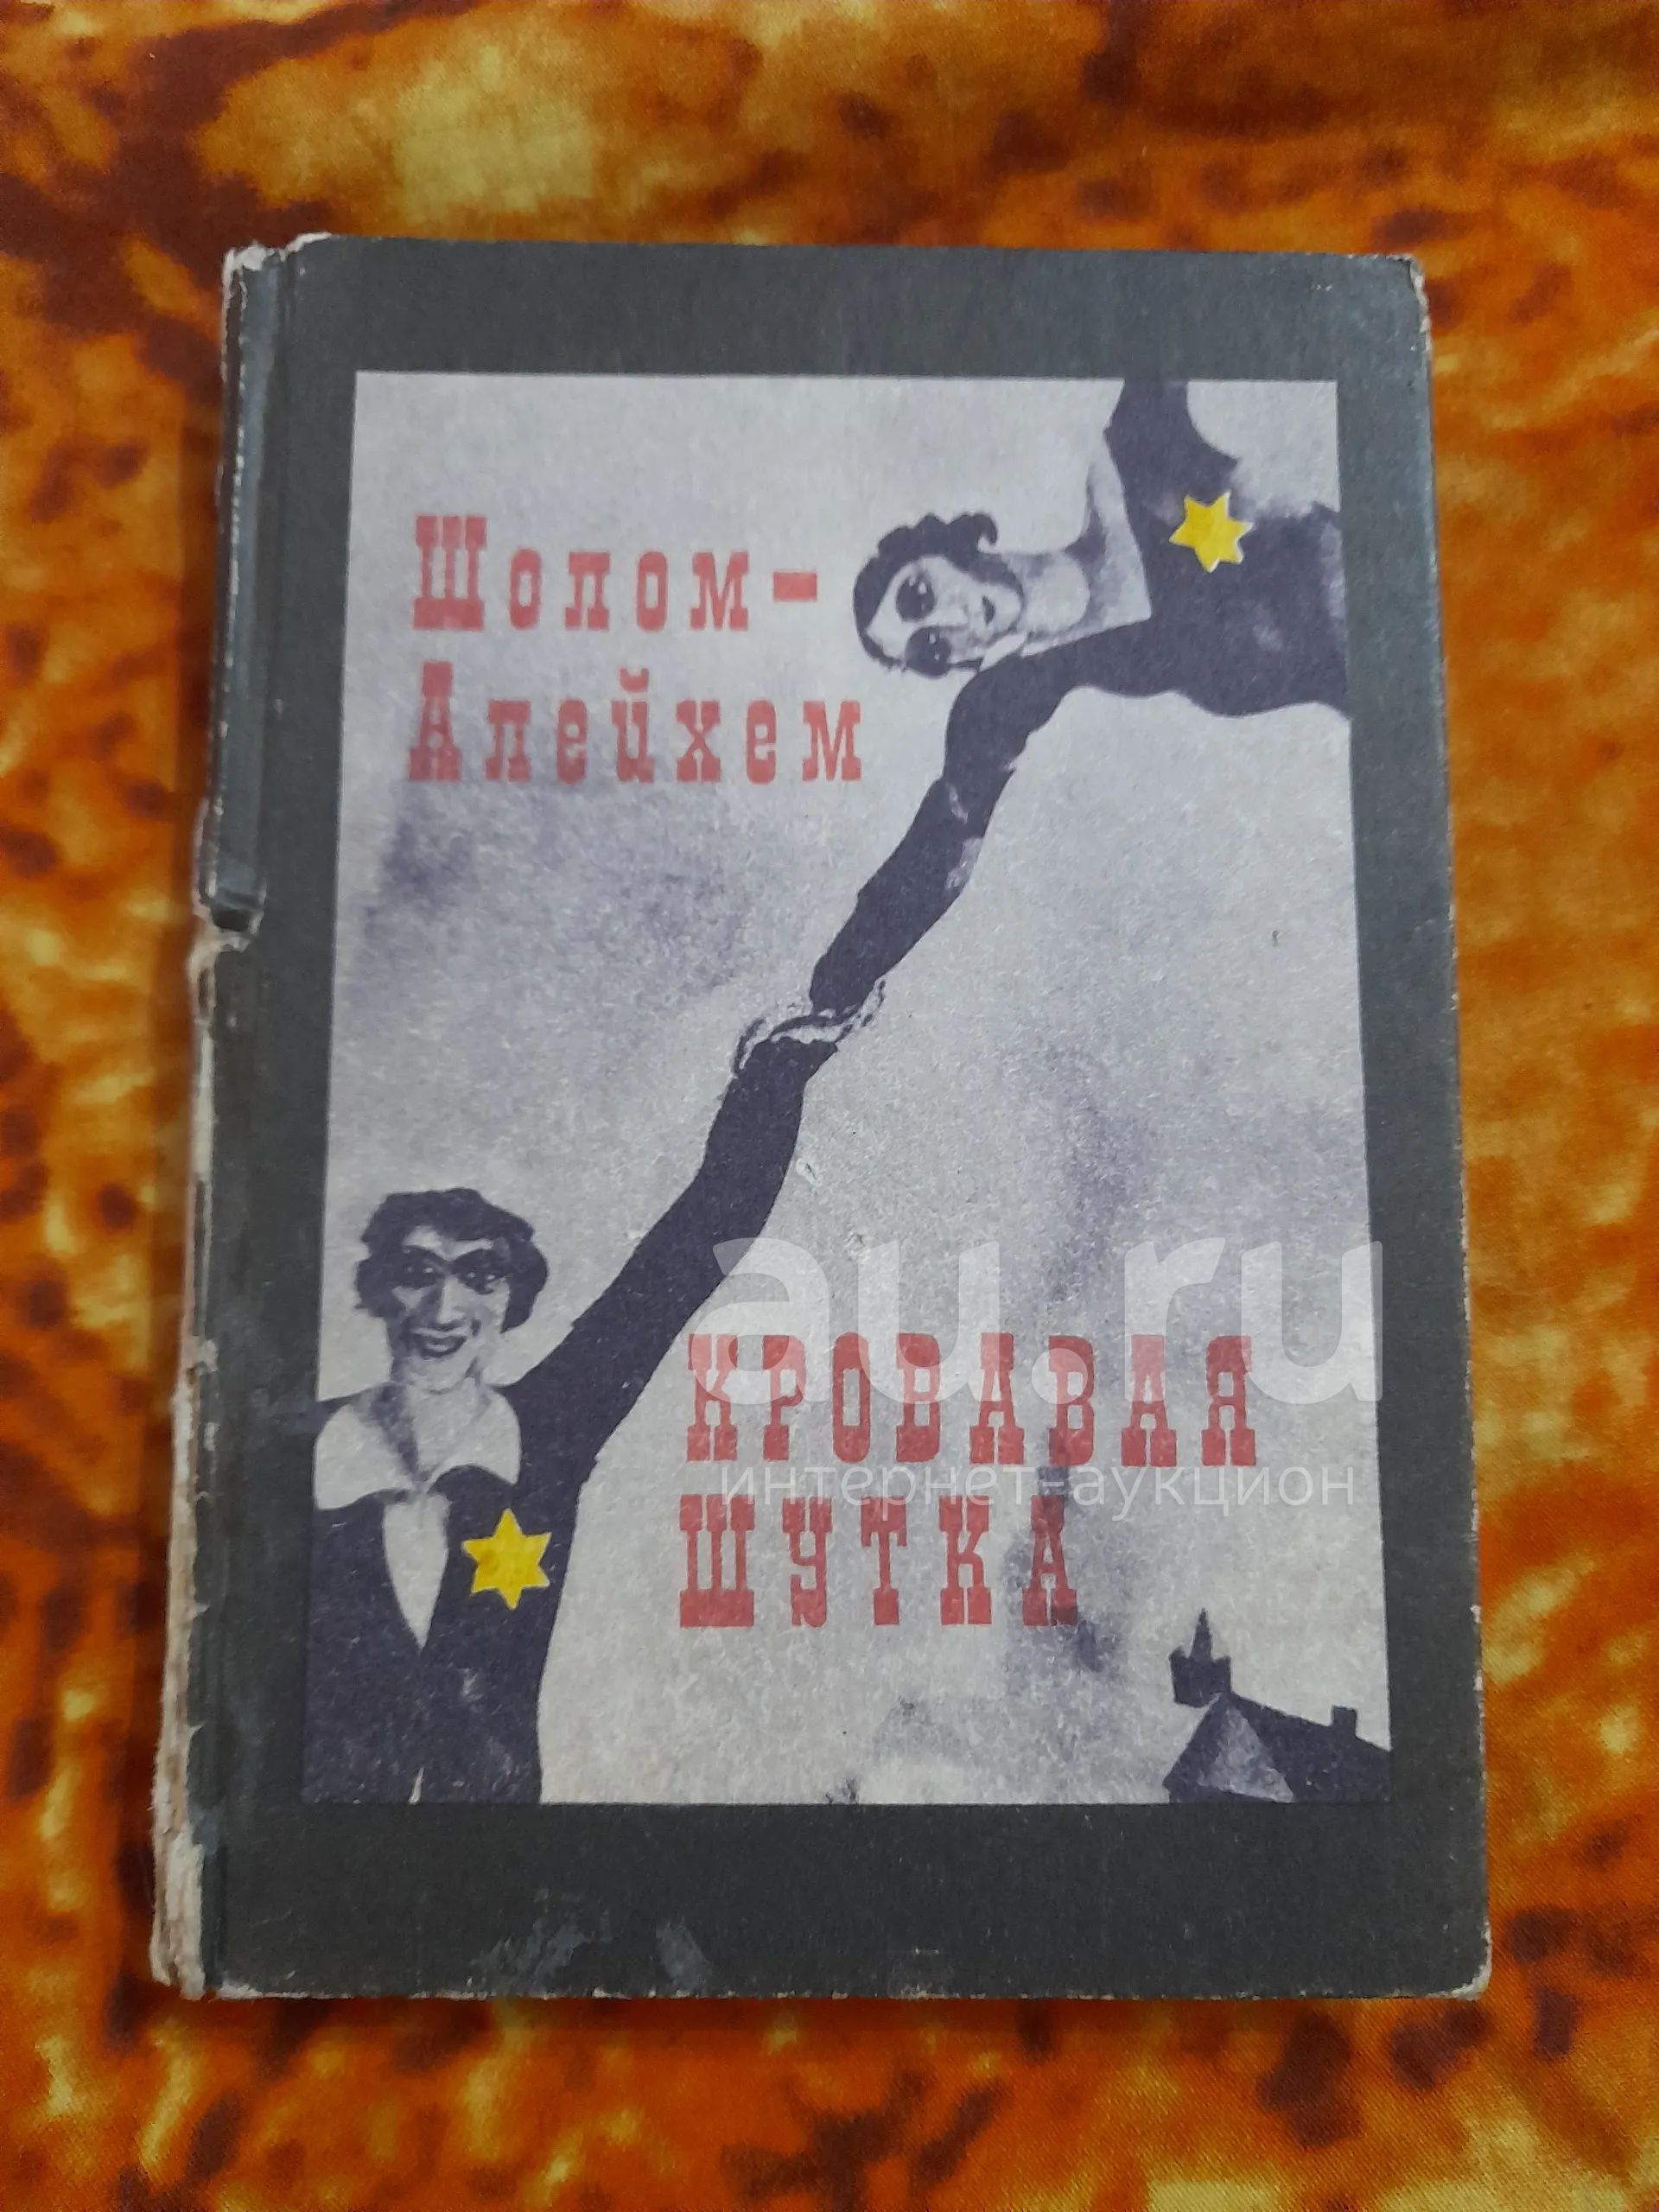 Шолом-
Алейхем
au.ru
КРОВАВАЯ
интернет-аукцион
ШУТКА